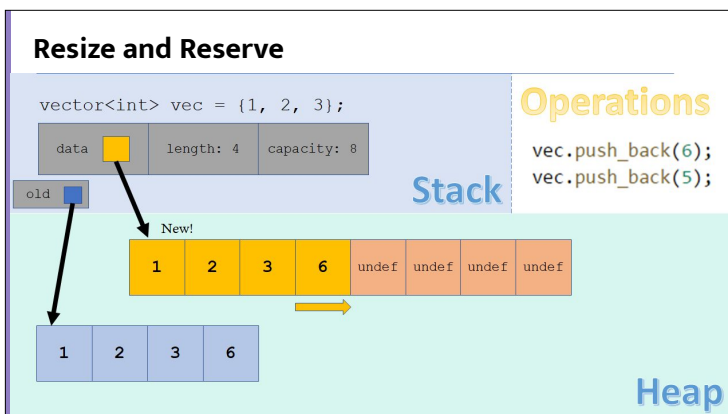 Resize and Reserve
vector<int> vec = {1, 2, 3};
data length: 4 capacity: 8
old
Stack
Operations
vec.push_back(6);
vec.push_back(5);
New!
1 2 3 6 undef undef undef undef
1 2 3 6
Heap